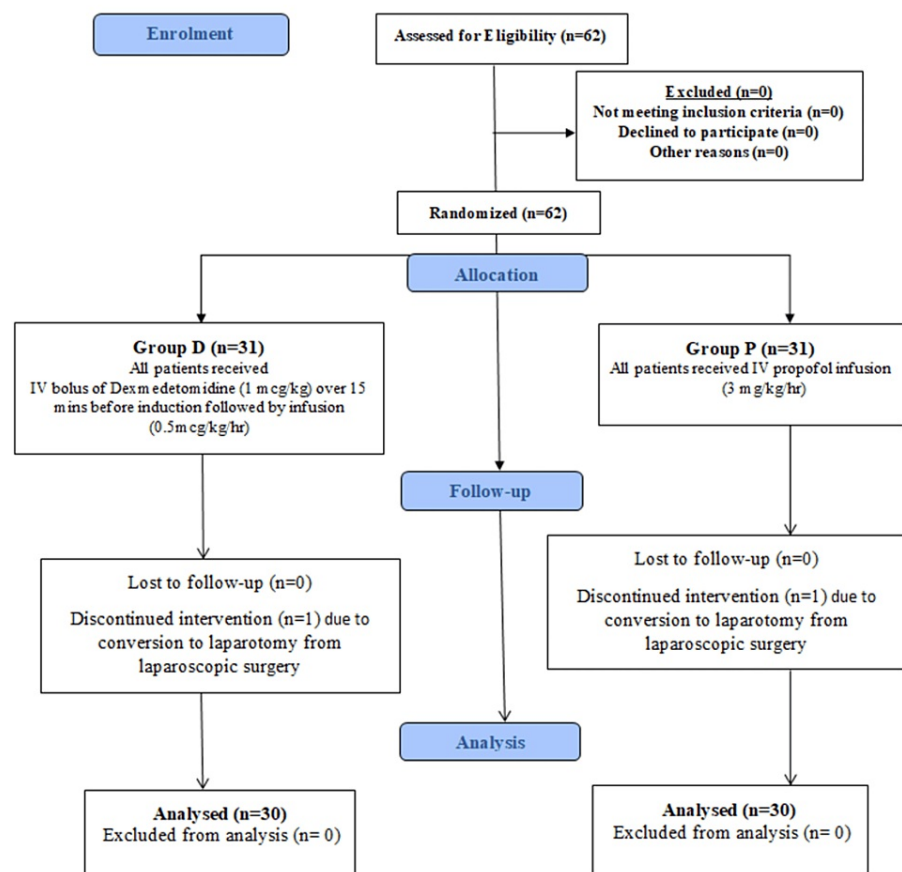 Enrolment
Assessed for Eligibility (n=62)
Excluded (n=0)
Not meeting inclusion criteria (n=0)
Declined to participate (n=0)
Other reasons (n=0)
Randomized (n=62)
Allocation
Group D (n=31)
All patients received
IV bolus of Dexmedetomidine (1 mcg/kg) over 15
mins before induction followed by infusion
(0.5mcg/kg/hr)
Group P (n=31)
All patients received IV propofol infusion
(3 mg/kg/hr)
Follow-up
Lost to follow-up (n=0)
Discontinued intervention (n=1) due to
conversion to laparotomy from
laparoscopic surgery
Lost to follow-up (n=0)
Discontinued intervention (n=1) due to
conversion to laparotomy from
laparoscopic surgery
Analysis
Analysed (n=30)
Excluded from analysis (n= 0)
Analysed (n=30)
Excluded from analysis (n= 0)